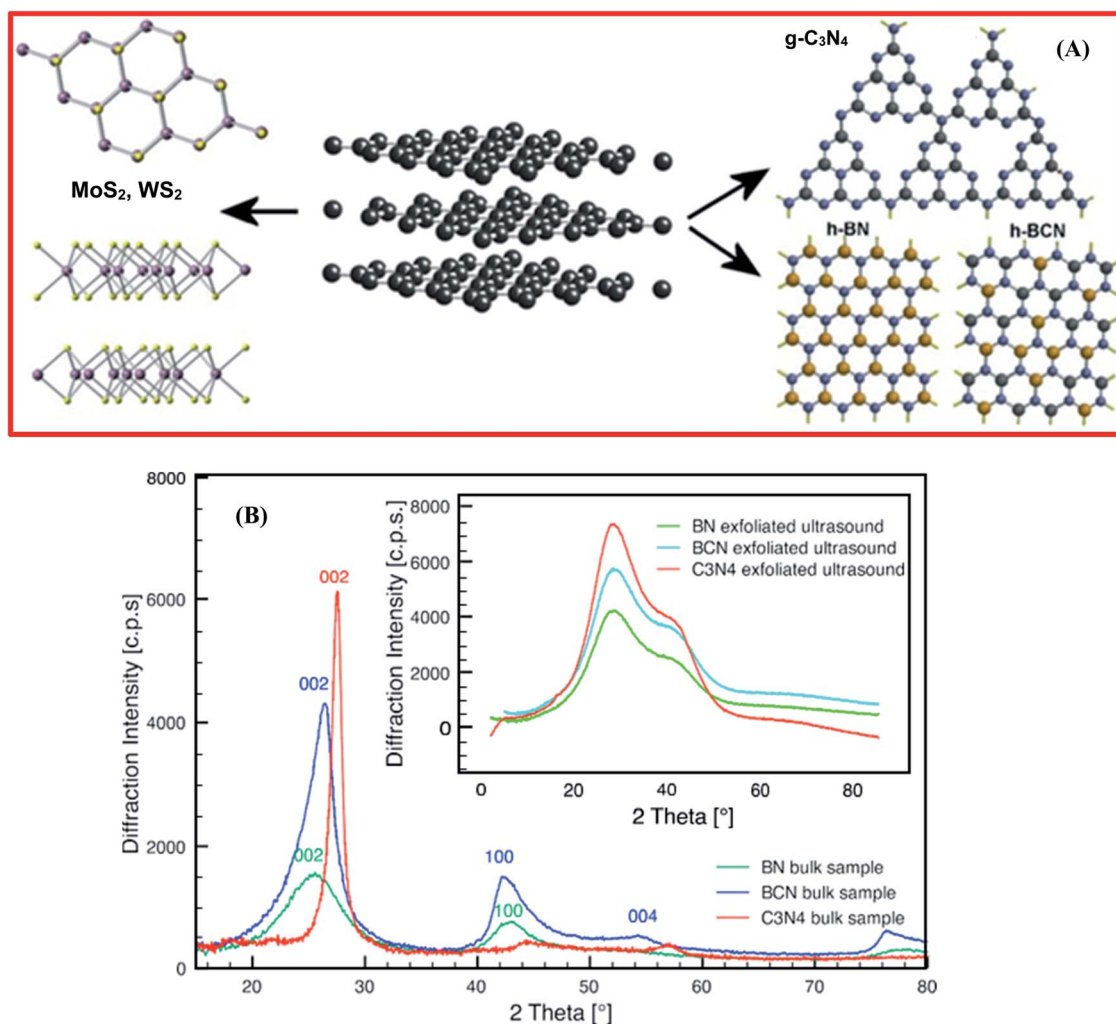 g-C₃N₄
(A)
MoS₂, WS₂
h-BN
h-BCN
(B)
Diffraction Intensity [c.p.s]
8000
6000
4000
2000
0
20
30
40
50
60
70
80
2 Theta [°]
002
002
002
100
100
004
BN bulk sample
BCN bulk sample
C3N4 bulk sample
Diffraction Intensity [c.p.s.]
8000
6000
4000
2000
0
0
20
40
60
80
2 Theta [°]
BN exfoliated ultrasound
BCN exfoliated ultrasound
C3N4 exfoliated ultrasound